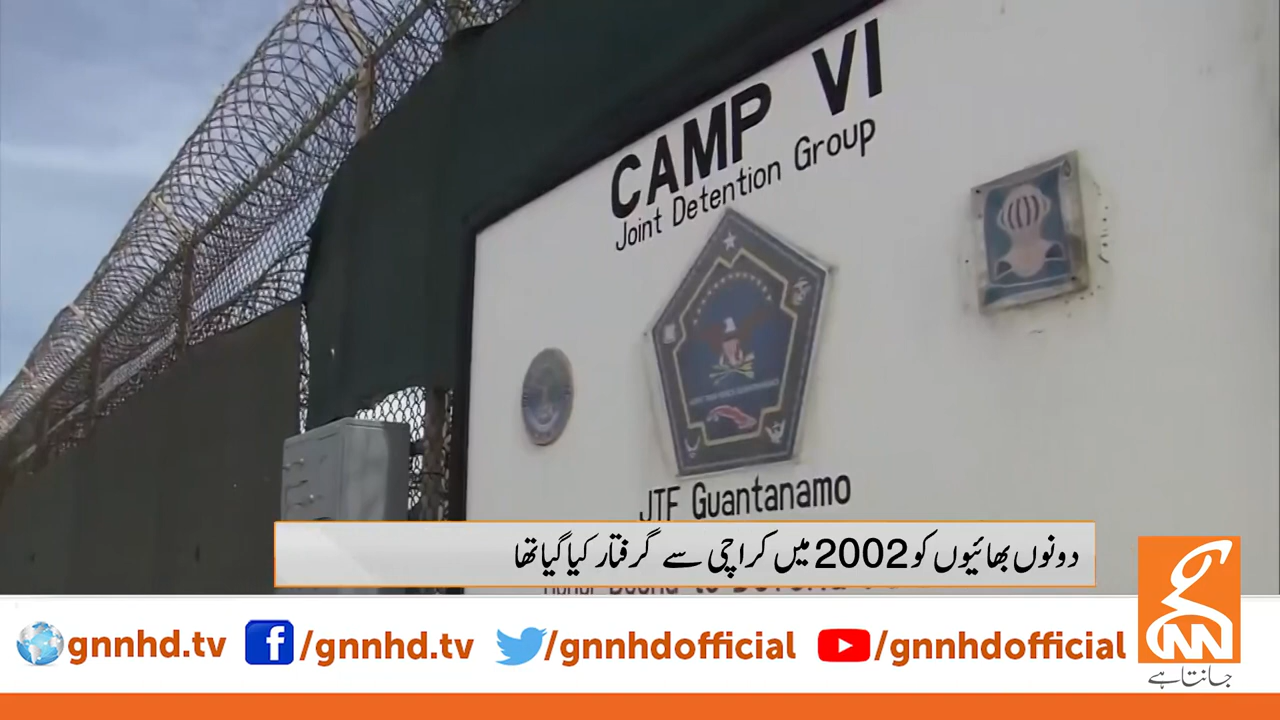 CAMP VI
Joint Detention Group
JTF Guantanamo
دونوں بھائیوں کو 2002 میں کراچی سے گرفتار کیا گیا تھا
gnnhd.tv
/gnnhd.tv
/gnnhdofficial
/gnnhdofficial
GNN
جانتا ہے